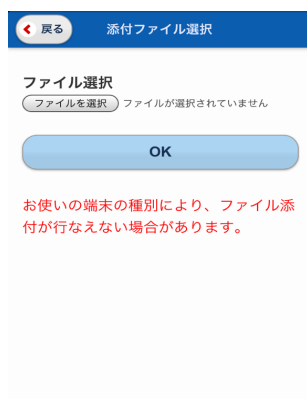 戻る 添付ファイル選択
ファイル選択
ファイルを選択 ファイルが選択されていません
OK
お使いの端末の種別により、ファイル添
付が行なえない場合があります。